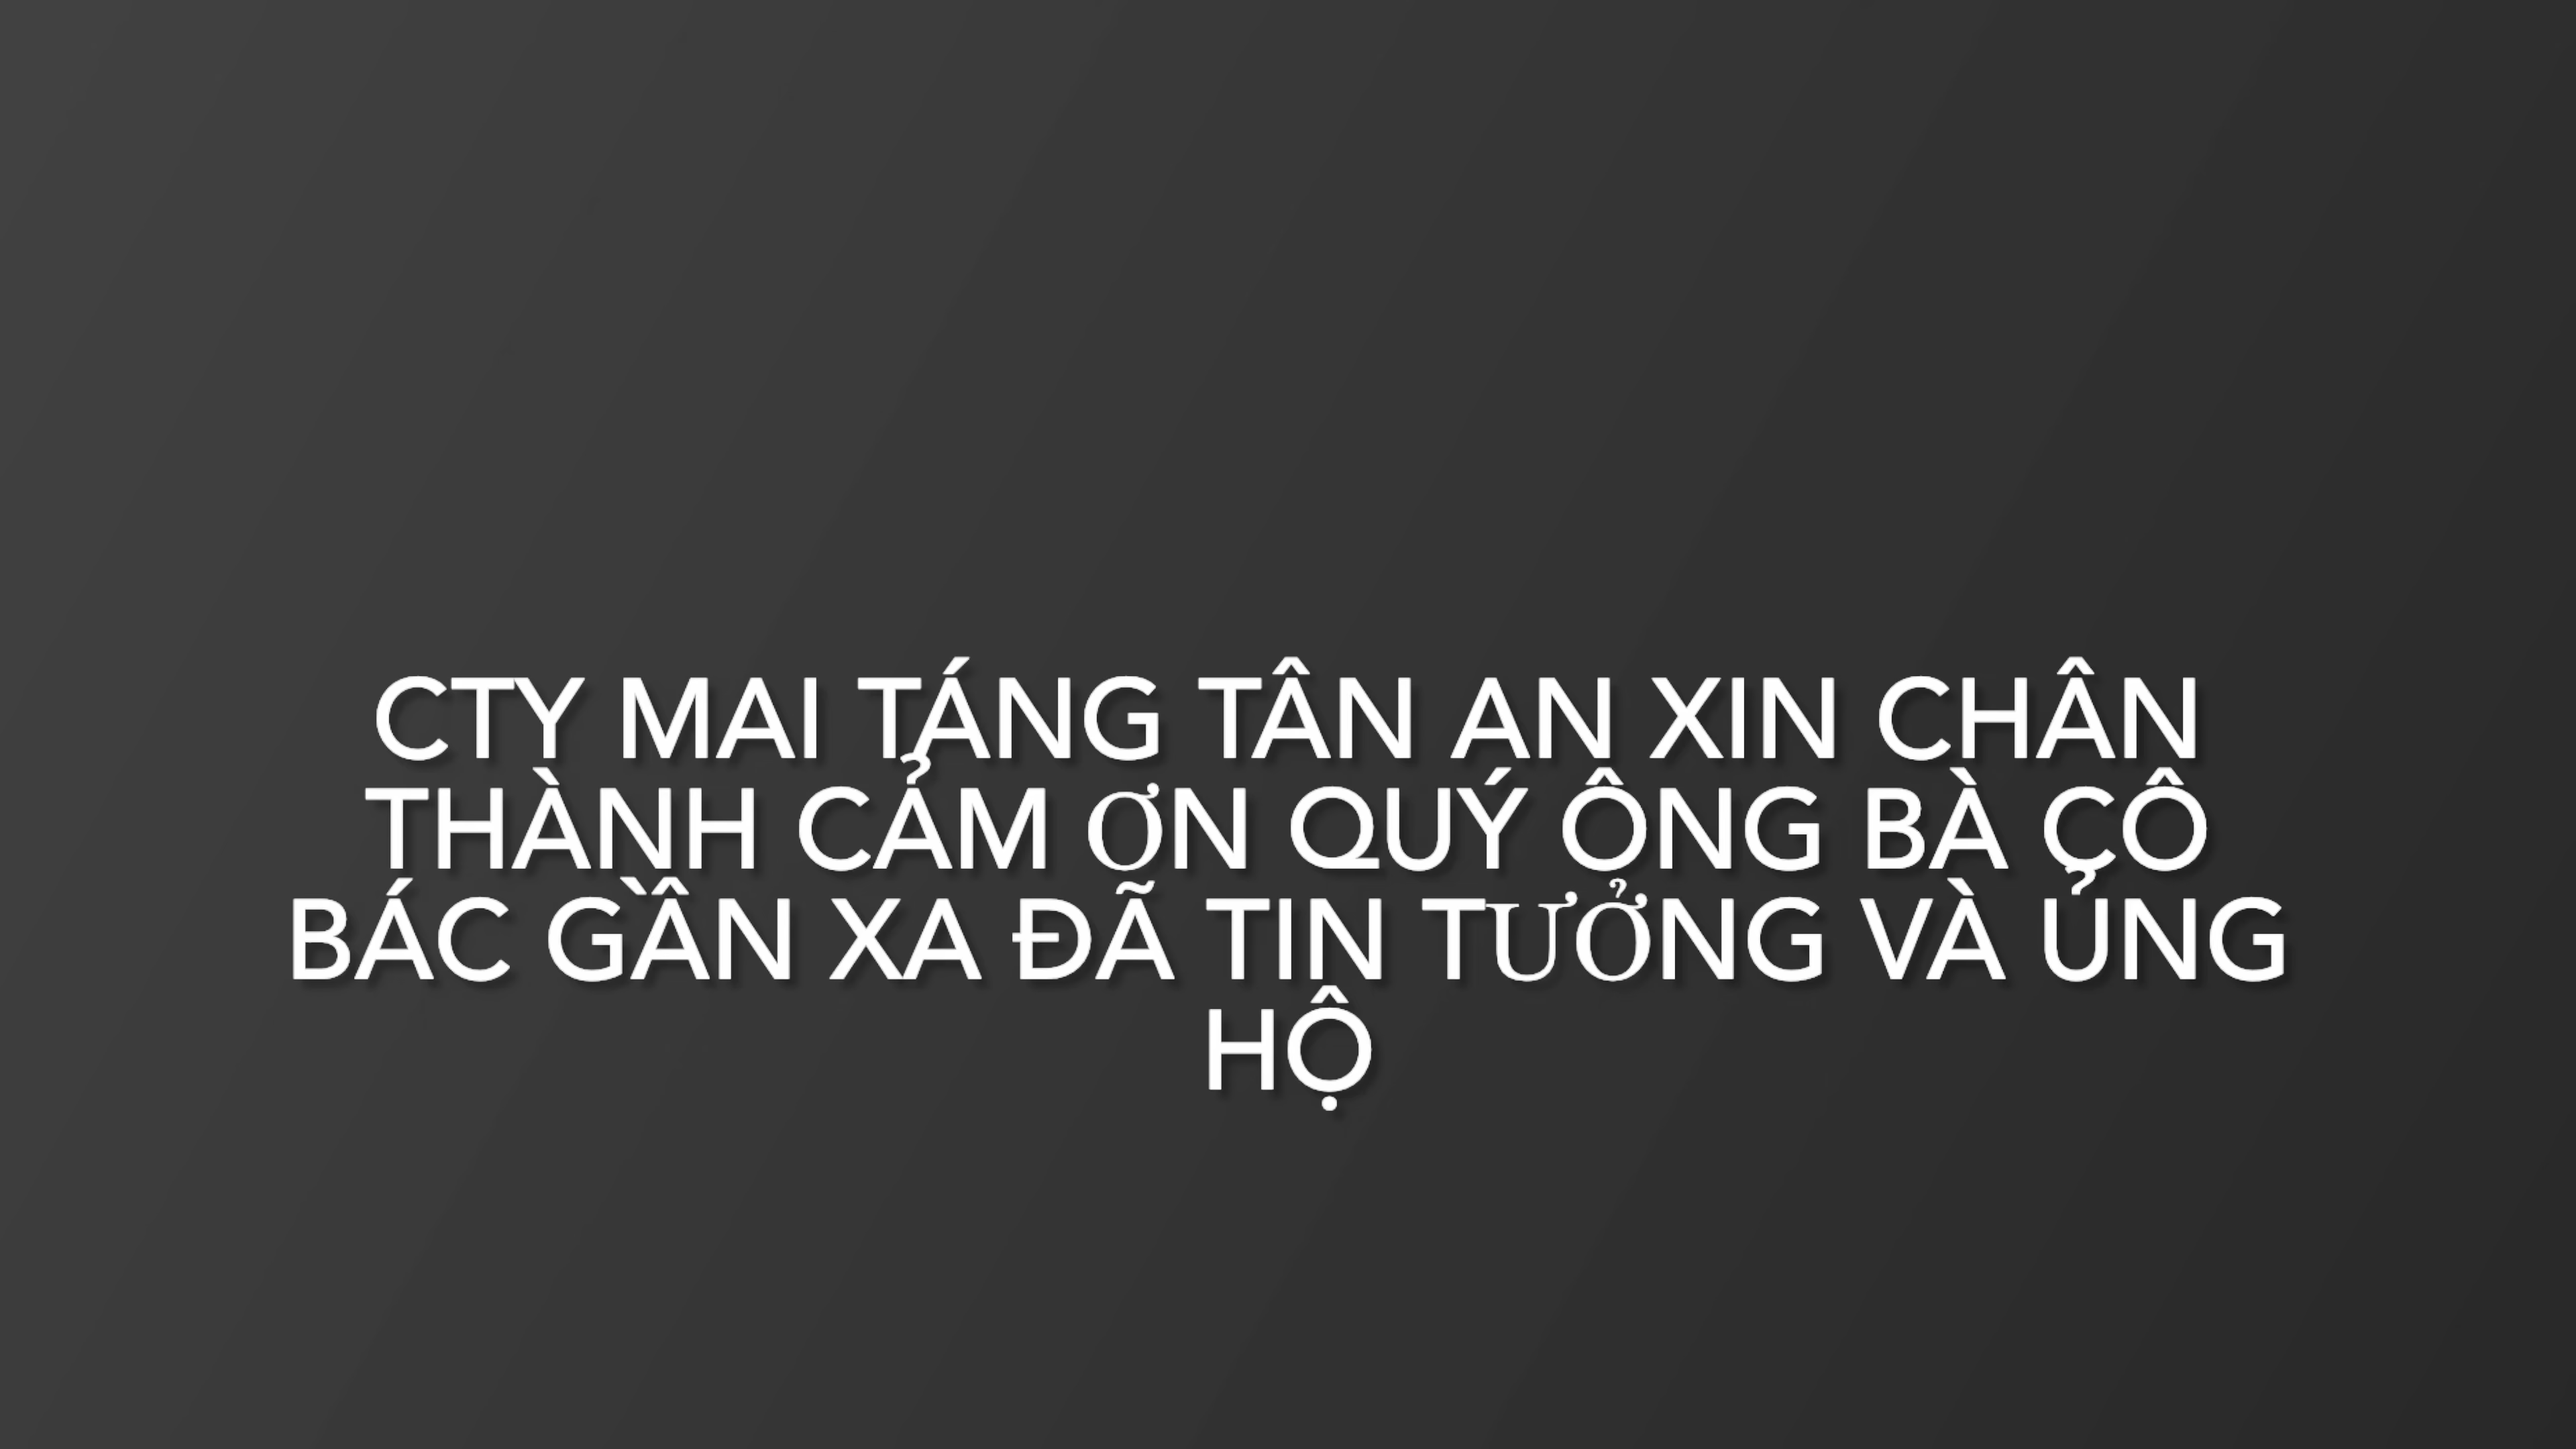 CTY MAI TÁNG TÂN AN XIN CHÂN
THÀNH CẢM ƠN QUÝ ÔNG BÀ CÔ
BÁC GẦN XA ĐÃ TIN TƯỞNG VÀ ỦNG
HỘ